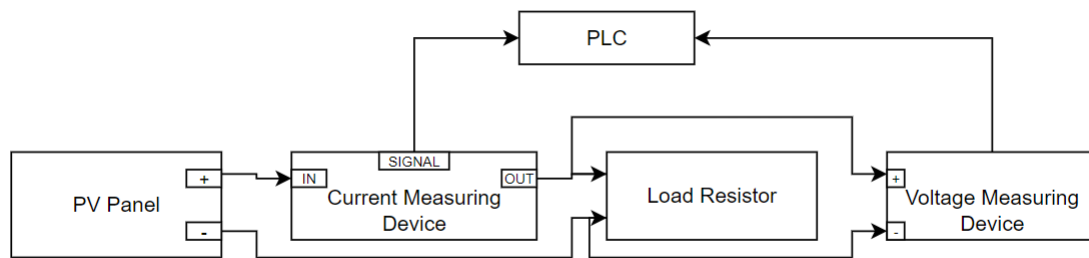 PLC
SIGNAL
+
IN
OUT
+
PV Panel
Current Measuring
Device
Load Resistor
Voltage Measuring
Device
-
-